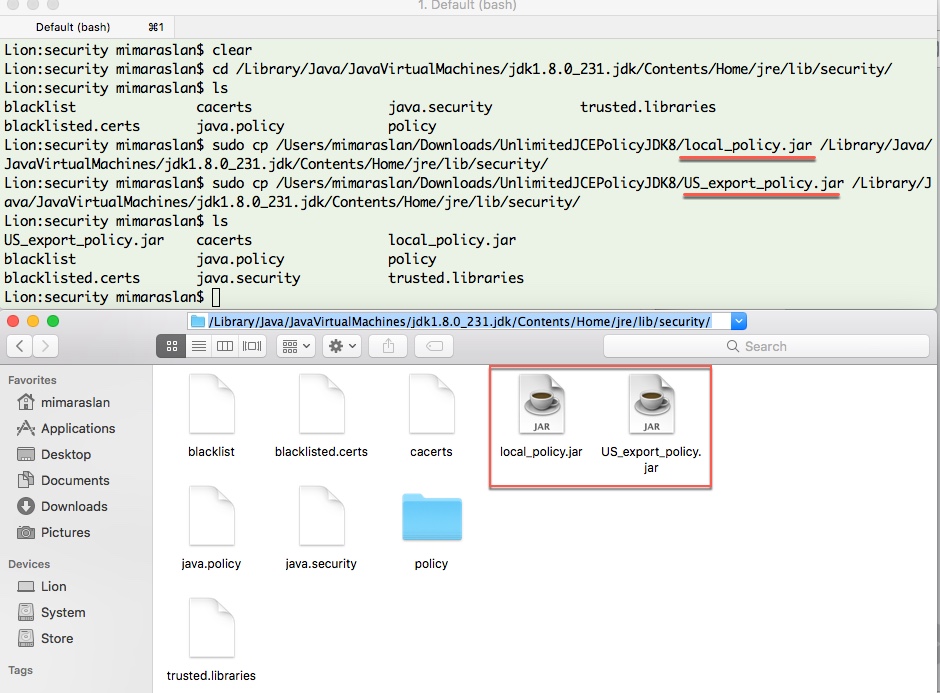 1. Default (bash)
Default (bash) ⌘1
Lion:security mimaraslan$ clear
Lion:security mimaraslan$ cd /Library/Java/JavaVirtualMachines/jdk1.8.0_231.jdk/Contents/Home/jre/lib/security/
Lion:security mimaraslan$ ls
blacklist cacerts java.security trusted.libraries
blacklisted.certs java.policy policy
Lion:security mimaraslan$ sudo cp /Users/mimaraslan/Downloads/UnlimitedJCEPolicyJDK8/local_policy.jar /Library/Java/
JavaVirtualMachines/jdk1.8.0_231.jdk/Contents/Home/jre/lib/security/
Lion:security mimaraslan$ sudo cp /Users/mimaraslan/Downloads/UnlimitedJCEPolicyJDK8/US_export_policy.jar /Library/J
ava/JavaVirtualMachines/jdk1.8.0_231.jdk/Contents/Home/jre/lib/security/
Lion:security mimaraslan$ ls
US_export_policy.jar cacerts local_policy.jar
blacklist java.policy policy
blacklisted.certs java.security trusted.libraries
Lion:security mimaraslan$
/Library/Java/JavaVirtualMachines/jdk1.8.0_231.jdk/Contents/Home/jre/lib/security/
Search
Favorites
mimaraslan
Applications
Desktop
Documents
Downloads
Pictures
Devices
Lion
System
Store
Tags
blacklist
blacklisted.certs
cacerts
JAR
local_policy.jar
JAR
US_export_policy.
jar
java.policy
java.security
policy
trusted.libraries